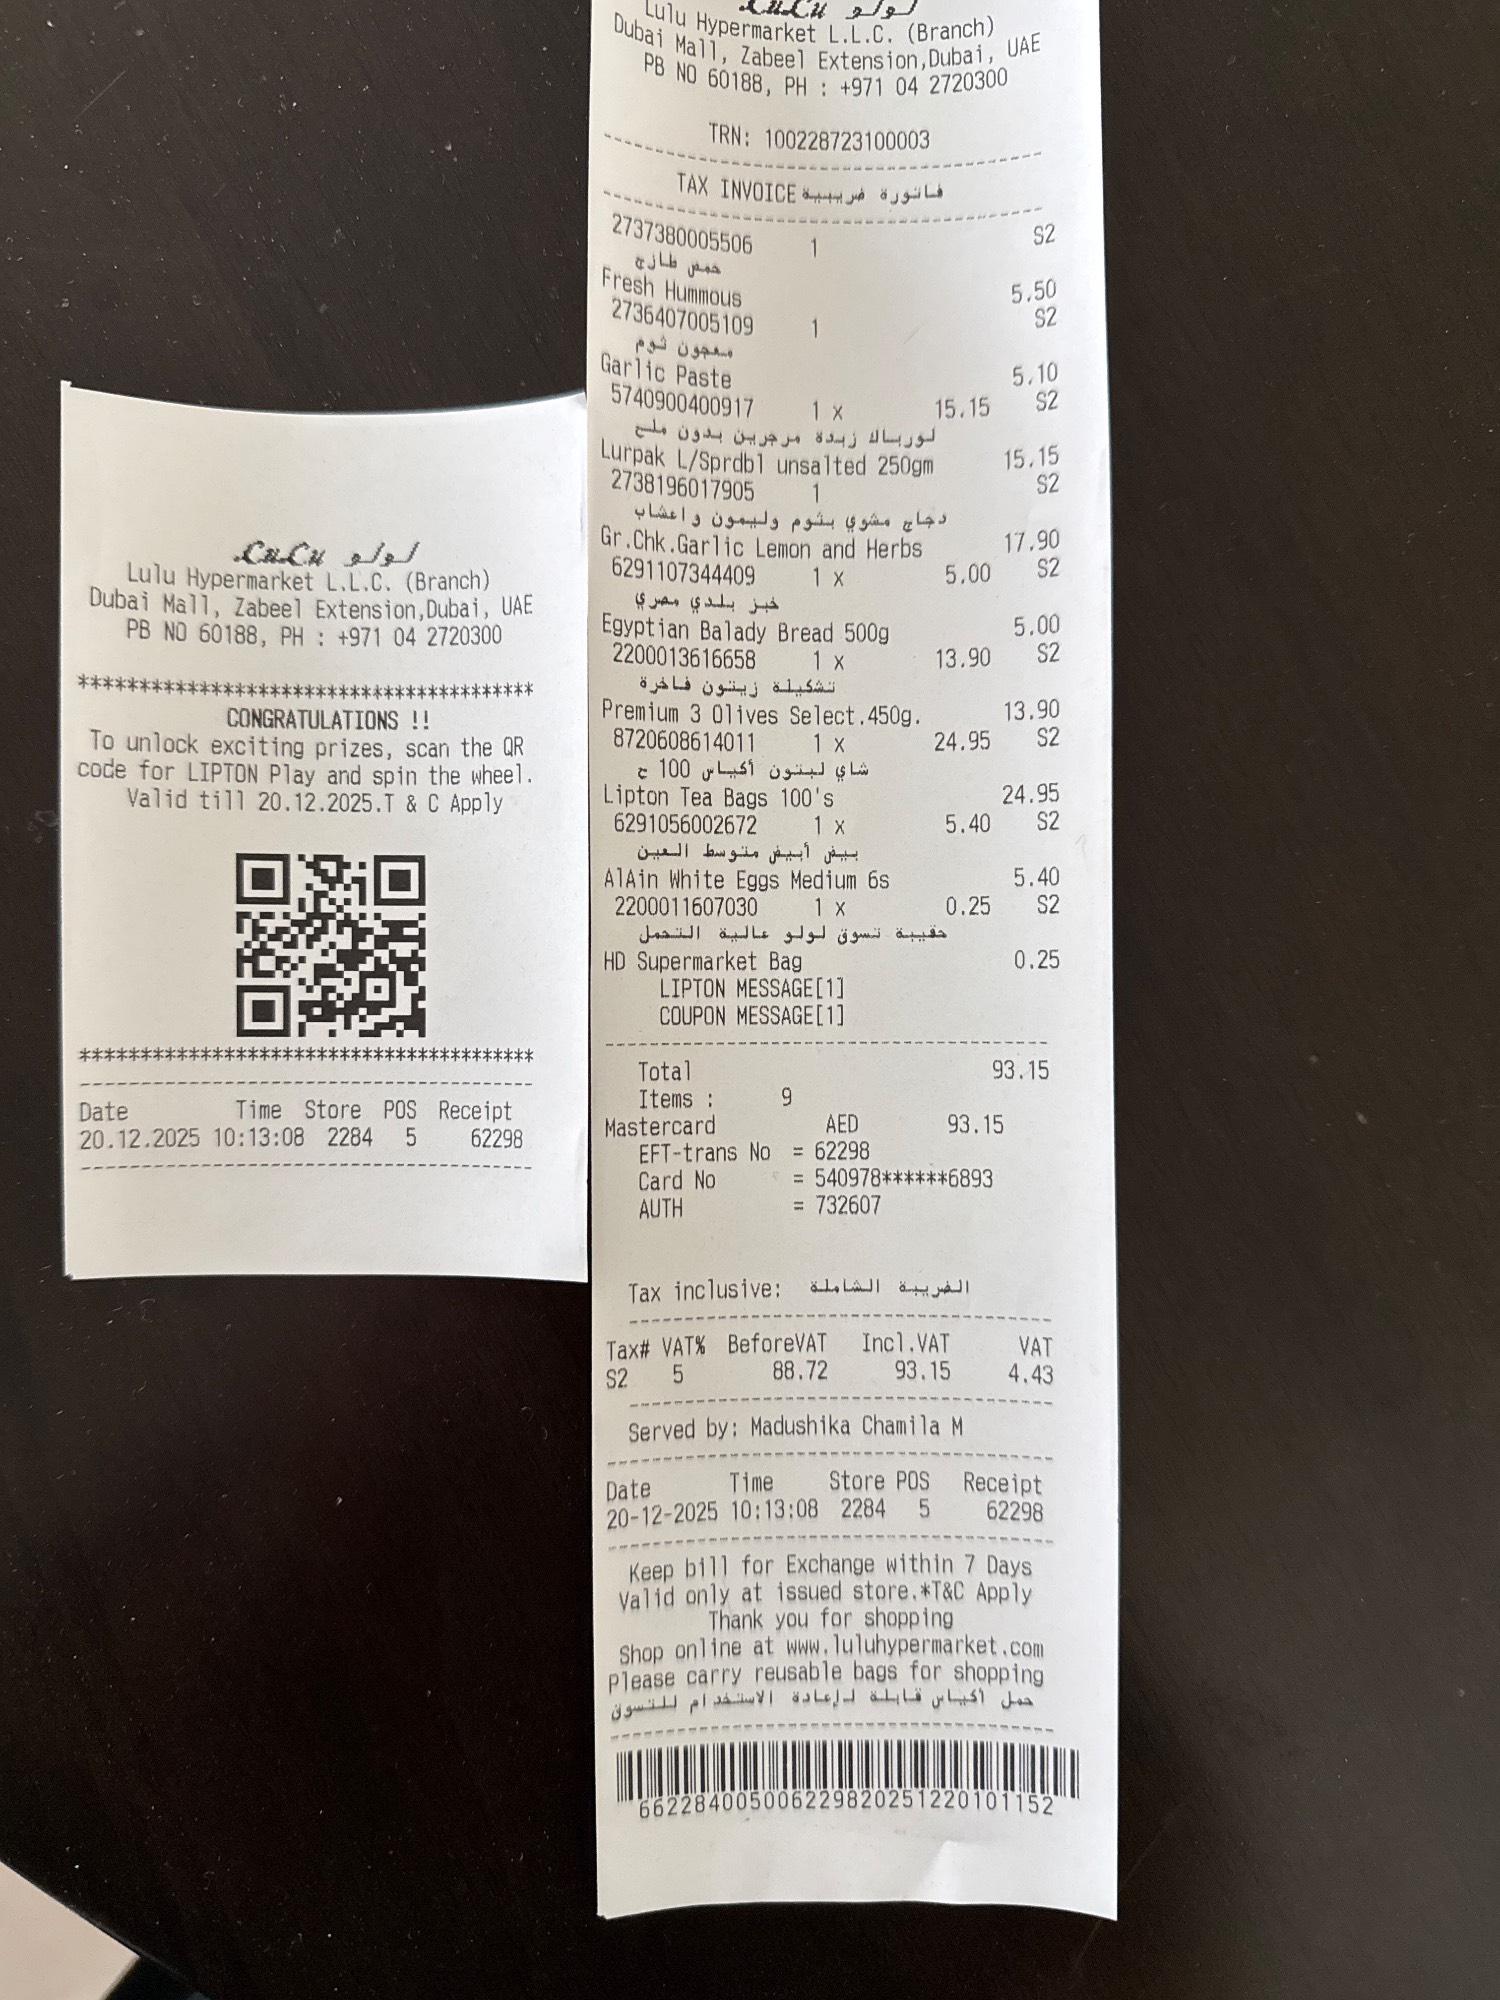 LuLu لولو
Lulu Hypermarket L.L.C. (Branch)
Dubai Mall, Zabeel Extension,Dubai, UAE
PB NO 60188, PH : +971 04 2720300
***************************************
CONGRATULATIONS !!
To unlock exciting prizes, scan the QR
code for LIPTON Play and spin the wheel.
Valid till 20.12.2025.T & C Apply
***************************************
Date Time Store POS Receipt
20.12.2025 10:13:08 2284 5 62298
LuLu لولو
Lulu Hypermarket L.L.C. (Branch)
Dubai Mall, Zabeel Extension,Dubai, UAE
PB NO 60188, PH : +971 04 2720300
TRN: 100228723100003
TAX INVOICE فاتورة ضريبية
2737380005506 1 S2
حمص طازج
Fresh Hummous 5.50
2736407005109 1 S2
معجون ثوم
Garlic Paste 5.10
5740900400917 1 x 15.15 S2
لورباك زبدة مرجرين بدون ملح
Lurpak L/Sprdbl unsalted 250gm 15.15
2738196017905 1 S2
دجاج مشوي بثوم وليمون واعشاب
Gr.Chk.Garlic Lemon and Herbs 17.90
6291107344409 1 x 5.00 S2
خبز بلدي مصري
Egyptian Balady Bread 500g 5.00
2200013616658 1 x 13.90 S2
تشكيلة زيتون فاخرة
Premium 3 Olives Select.450g. 13.90
8720608614011 1 x 24.95 S2
شاي لبتون أكياس 100 ح
Lipton Tea Bags 100's 24.95
6291056002672 1 x 5.40 S2
بيض أبيض متوسط العين
AlAin White Eggs Medium 6s 5.40
2200011607030 1 x 0.25 S2
حقيبة تسوق لولو عالية التحمل
HD Supermarket Bag 0.25
LIPTON MESSAGE[1]
COUPON MESSAGE[1]
Total 93.15
Items : 9
Mastercard AED 93.15
EFT-trans No = 62298
Card No = 540978******6893
AUTH = 732607
Tax inclusive: الضريبة الشاملة
Tax# VAT% BeforeVAT Incl.VAT VAT
S2 5 88.72 93.15 4.43
Served by: Madushika Chamila M
Date Time Store POS Receipt
20-12-2025 10:13:08 2284 5 62298
Keep bill for Exchange within 7 Days
Valid only at issued store.*T&C Apply
Thank you for shopping
Shop online at www.luluhypermarket.com
Please carry reusable bags for shopping
حمل أكياس قابلة لإعادة الاستخدام للتسوق
66228400500622982025122010 1152